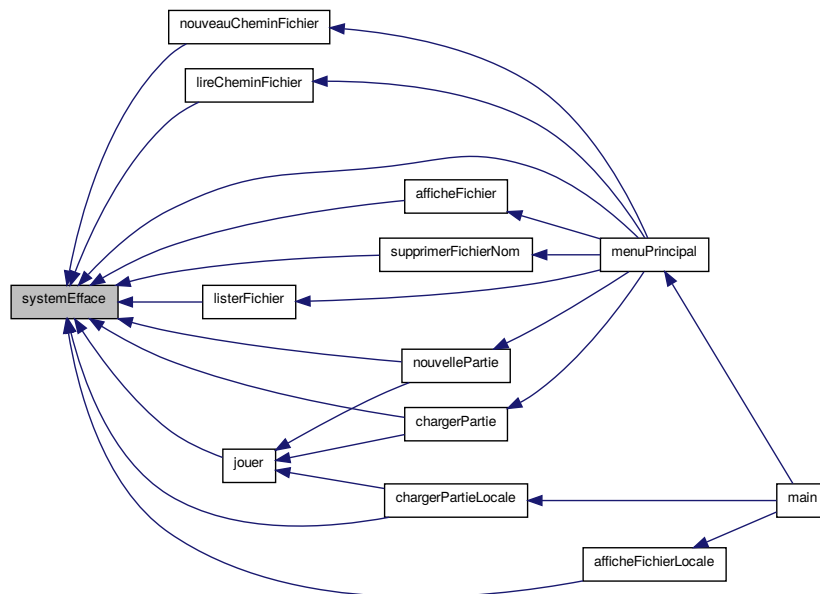 nouveauCheminFichier
lireCheminFichier
afficheFichier
supprimerFichierNom
menuPrincipal
systemEfface
listerFichier
nouvellePartie
chargerPartie
jouer
chargerPartieLocale
main
afficheFichierLocale